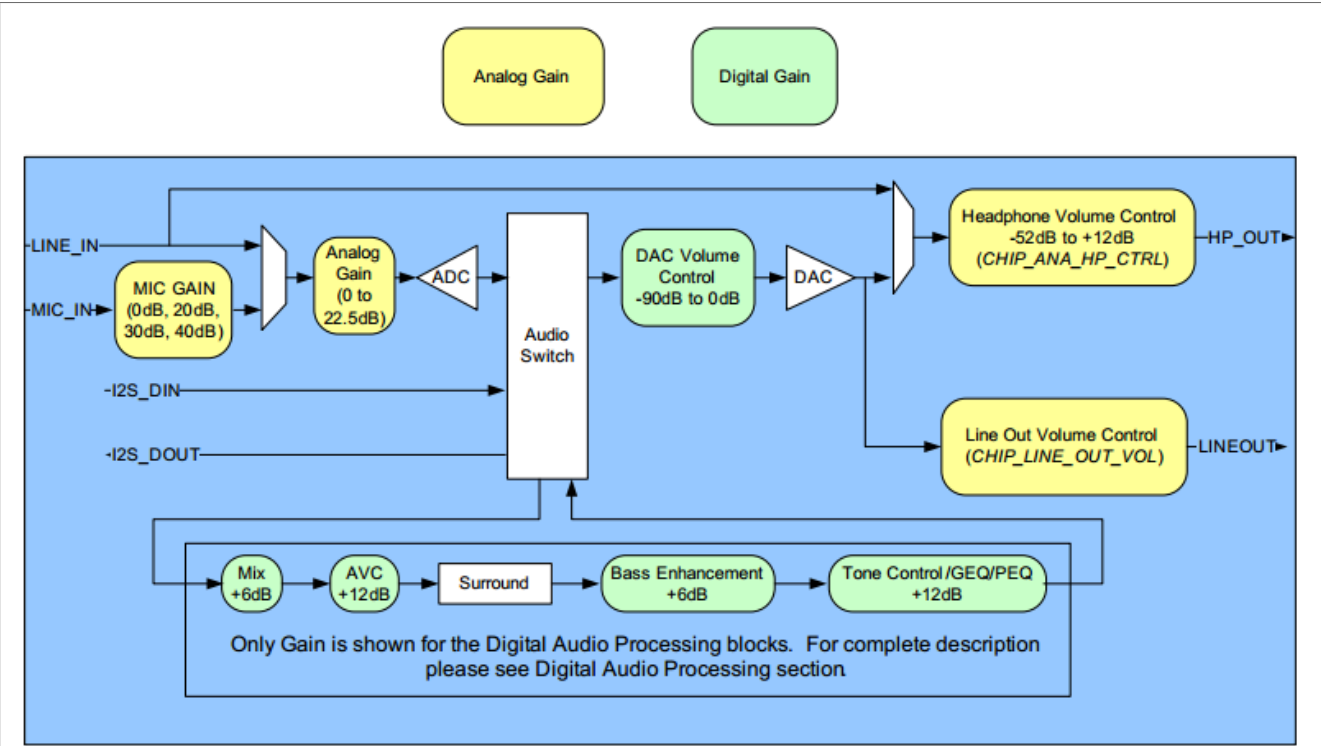 Analog Gain
Digital Gain
LINE_IN
MIC_IN
MIC GAIN
(0dB, 20dB,
30dB, 40dB)
Analog
Gain
(0 to
22.5dB)
ADC
Audio
Switch
DAC Volume
Control
-90dB to 0dB
DAC
Headphone Volume Control
-52dB to +12dB
(CHIP_ANA_HP_CTRL)
HP_OUT
I2S_DIN
I2S_DOUT
Line Out Volume Control
(CHIP_LINE_OUT_VOL)
LINEOUT
Mix
+6dB
AVC
+12dB
Surround
Bass Enhancement
+6dB
Tone Control/GEQ/PEQ
+12dB
Only Gain is shown for the Digital Audio Processing blocks.  For complete description
please see Digital Audio Processing section.